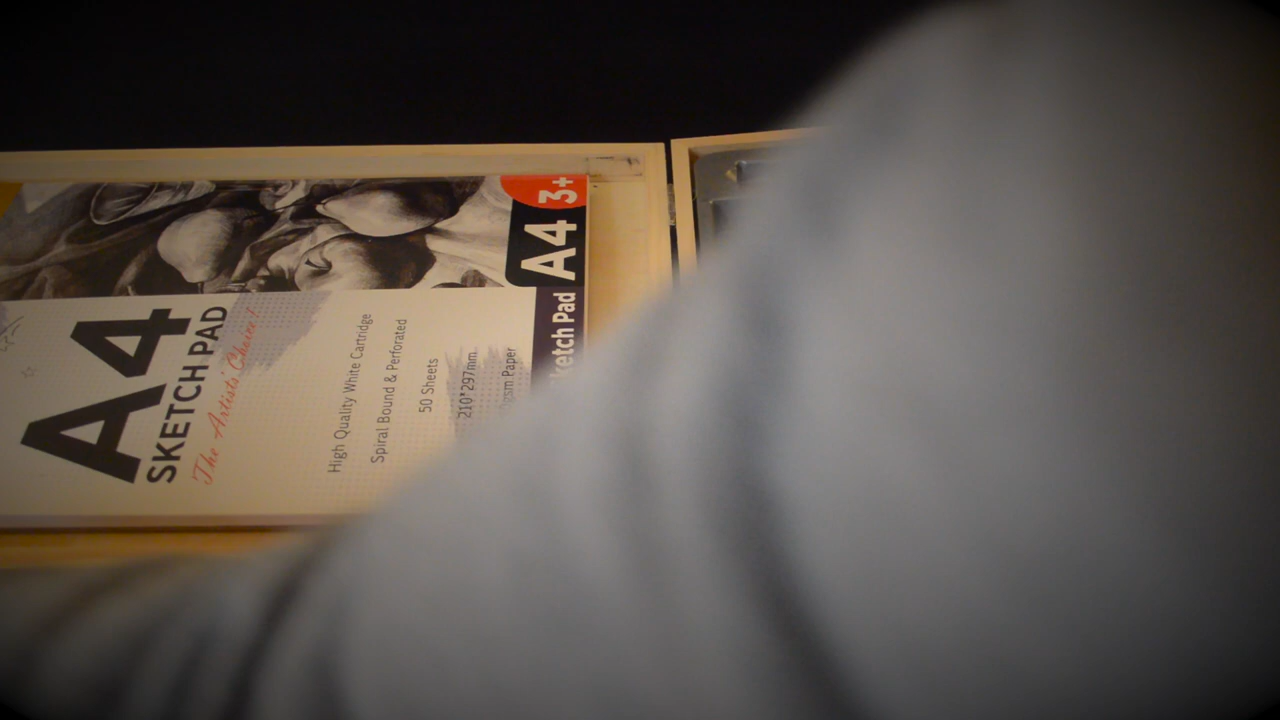 3+
A4
Sketch Pad
A4
SKETCH PAD
The Artists' Choice!
High Quality White Cartridge
Spiral Bound & Perforated
50 Sheets
210*297mm
Paper